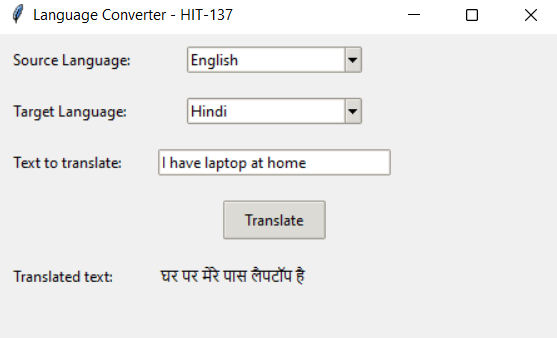 Language Converter - HIT-137
Source Language: English
Target Language: Hindi
Text to translate: I have laptop at home
Translate
Translated text: घर पर मेरे पास लैपटॉप है